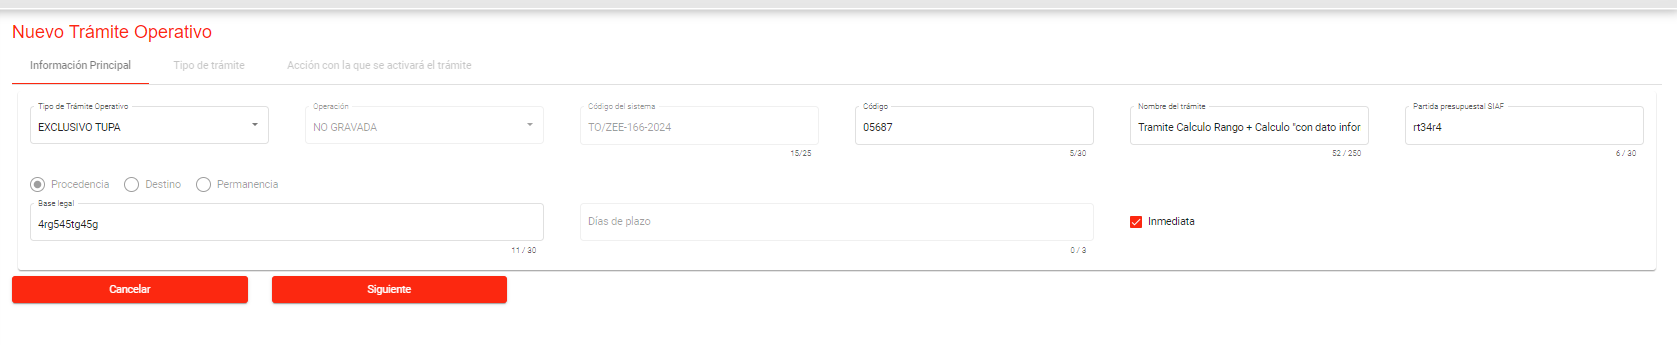 Nuevo Trámite Operativo
Información Principal Tipo de trámite Acción con la que se activará el trámite
Tipo de Trámite Operativo Operación Código del sistema Código Nombre del trámite Partida presupuestal SIAF
EXCLUSIVO TUPA NO GRAVADA TO/ZEE-166-2024 05687 Tramite Calculo Rango + Calculo "con dato infor rt34r4
15/25 5/30 52 / 250 6 / 30
Procedencia Destino Permanencia
Base legal
4rg545tg45g Días de plazo Inmediata
11 / 30 0 / 3
Cancelar Siguiente